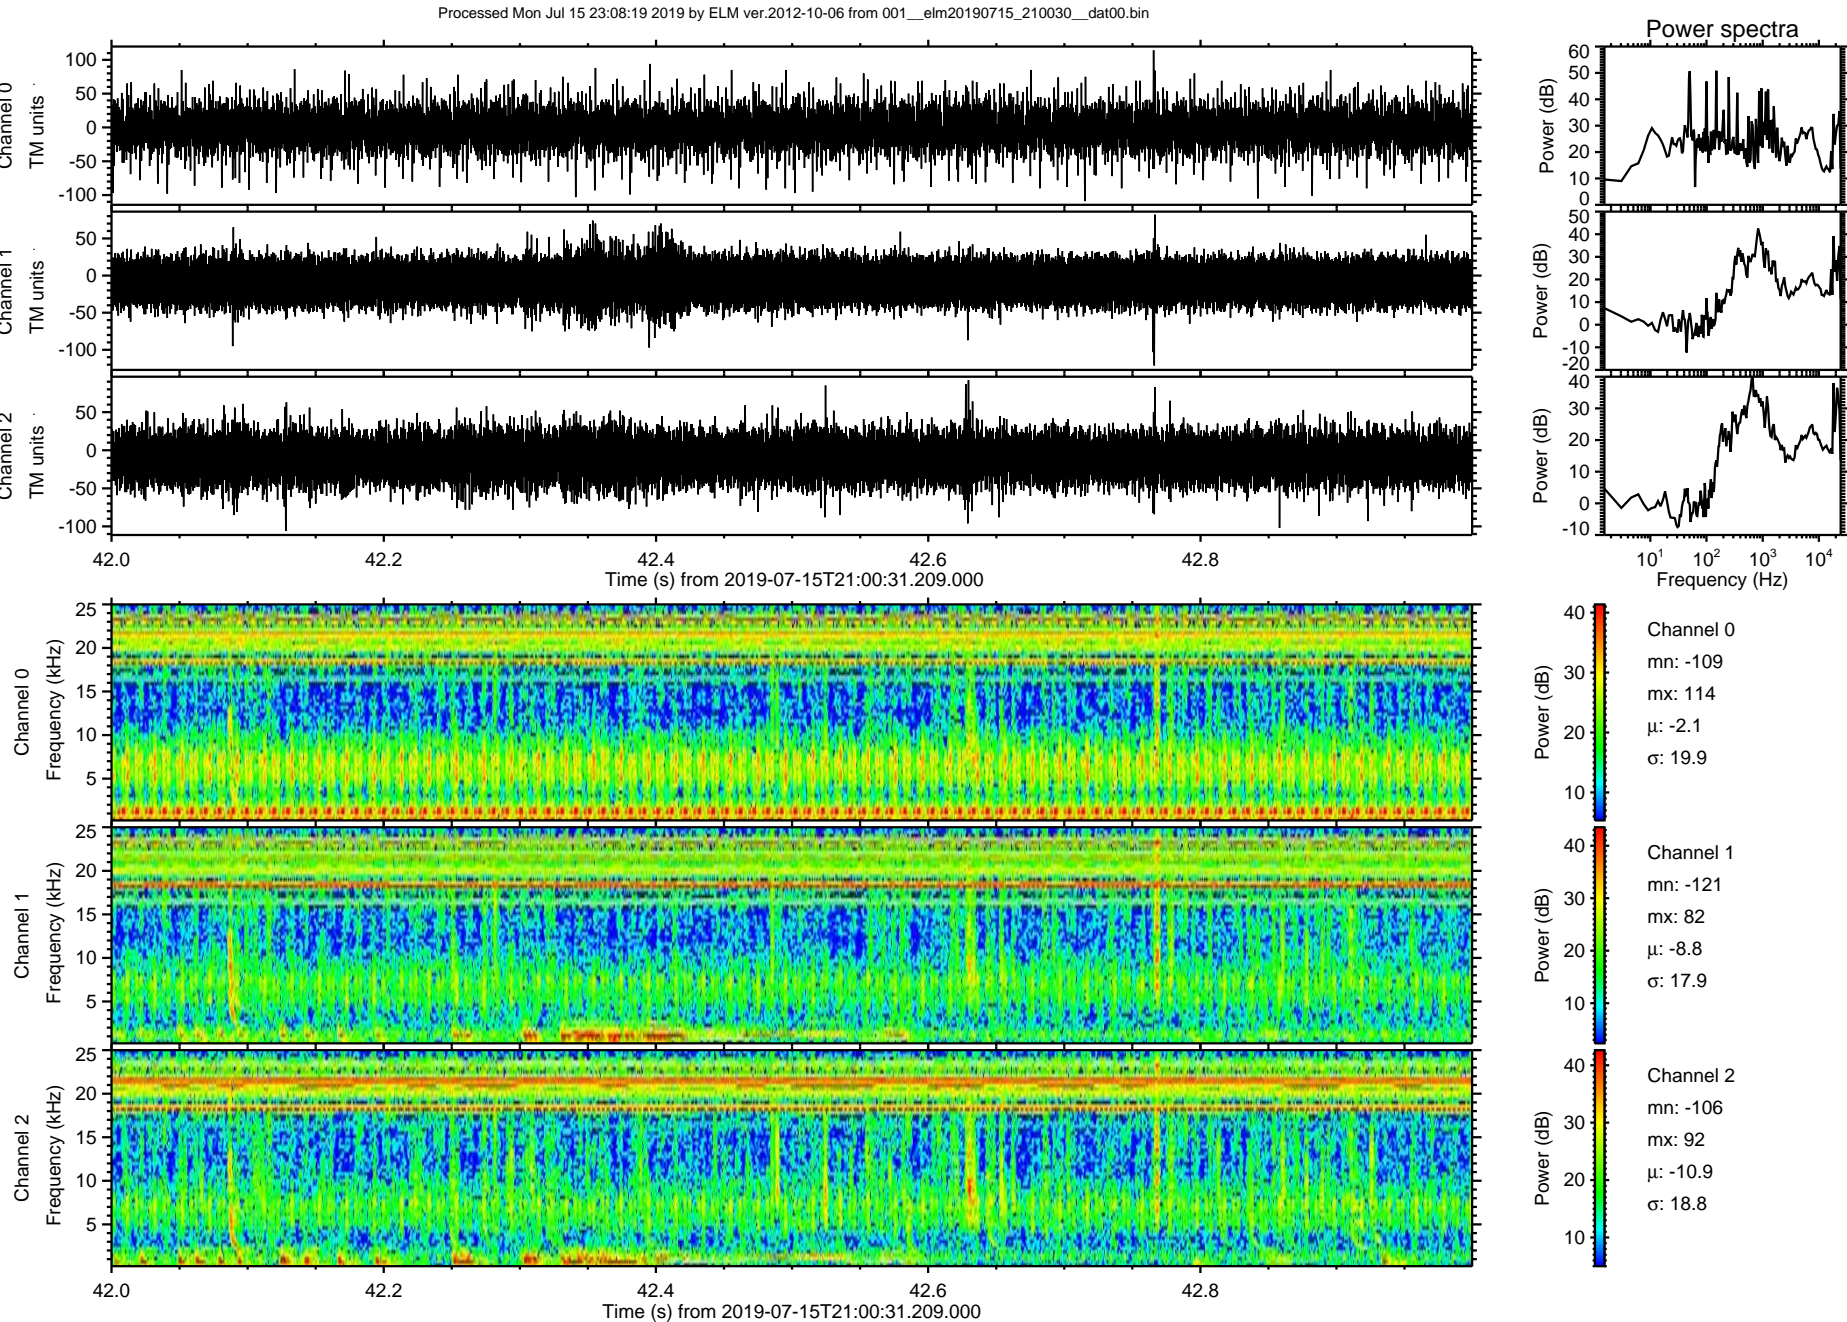 Processed Mon Jul 15 23:08:19 2019 by ELM ver.2012-10-06 from 001__elm20190715_210030__dat00.bin
Power spectra
Channel 0
TM units
100
50
0
-50
-100
Power (dB)
60
50
40
30
20
10
0
Channel 1
TM units
50
0
-50
-100
Power (dB)
50
40
30
20
10
0
-10
-20
Channel 2
TM units
50
0
-50
-100
Power (dB)
40
30
20
10
0
-10
42.0 42.2 42.4 42.6 42.8
Time (s) from 2019-07-15T21:00:31.209.000
10¹ 10² 10³ 10⁴
Frequency (Hz)
Channel 0
Frequency (kHz)
25
20
15
10
5
Power (dB)
40
30
20
10
Channel 0
mn: -109
mx: 114
μ: -2.1
σ: 19.9
Channel 1
Frequency (kHz)
25
20
15
10
5
Power (dB)
40
30
20
10
Channel 1
mn: -121
mx: 82
μ: -8.8
σ: 17.9
Channel 2
Frequency (kHz)
25
20
15
10
5
Power (dB)
40
30
20
10
Channel 2
mn: -106
mx: 92
μ: -10.9
σ: 18.8
42.0 42.2 42.4 42.6 42.8
Time (s) from 2019-07-15T21:00:31.209.000